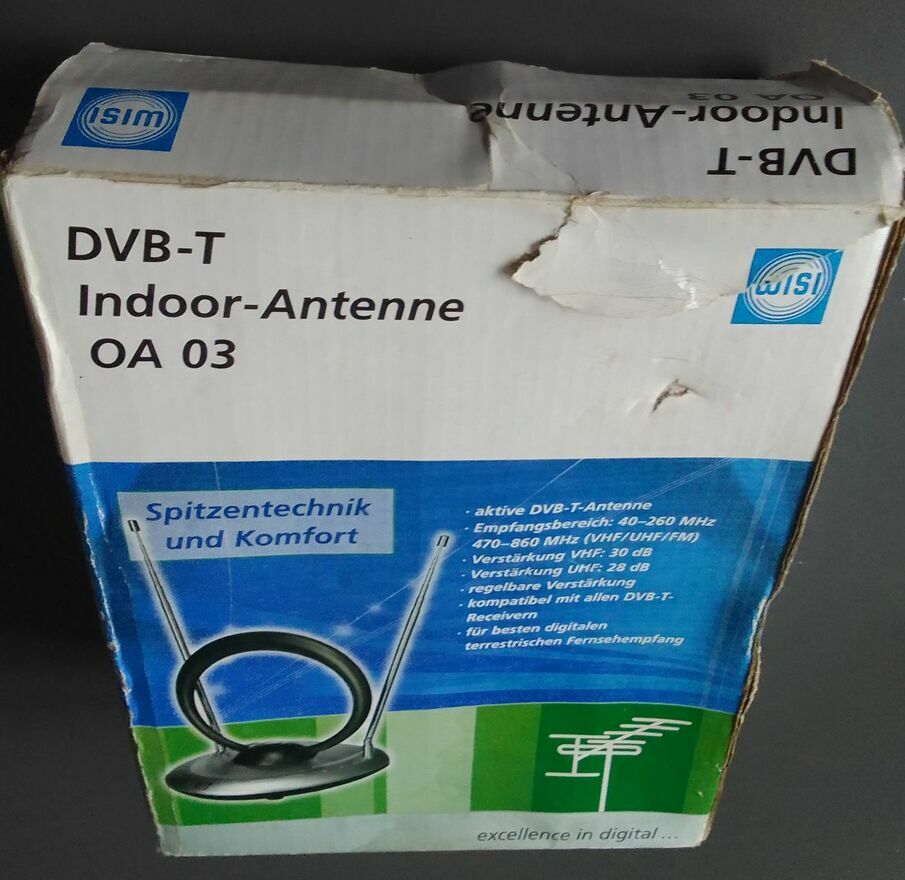 WISI
DVB-T
Indoor-Antenne
OA 03
DVB-T
Indoor-Antenne
OA 03
WISI
Spitzentechnik
und Komfort
· aktive DVB-T-Antenne
· Empfangsbereich: 40–260 MHz
470–860 MHz (VHF/UHF/FM)
· Verstärkung VHF: 30 dB
· Verstärkung UHF: 28 dB
· regelbare Verstärkung
· kompatibel mit allen DVB-T-
Receivern
· für besten digitalen
terrestrischen Fernsehempfang
excellence in digital ...